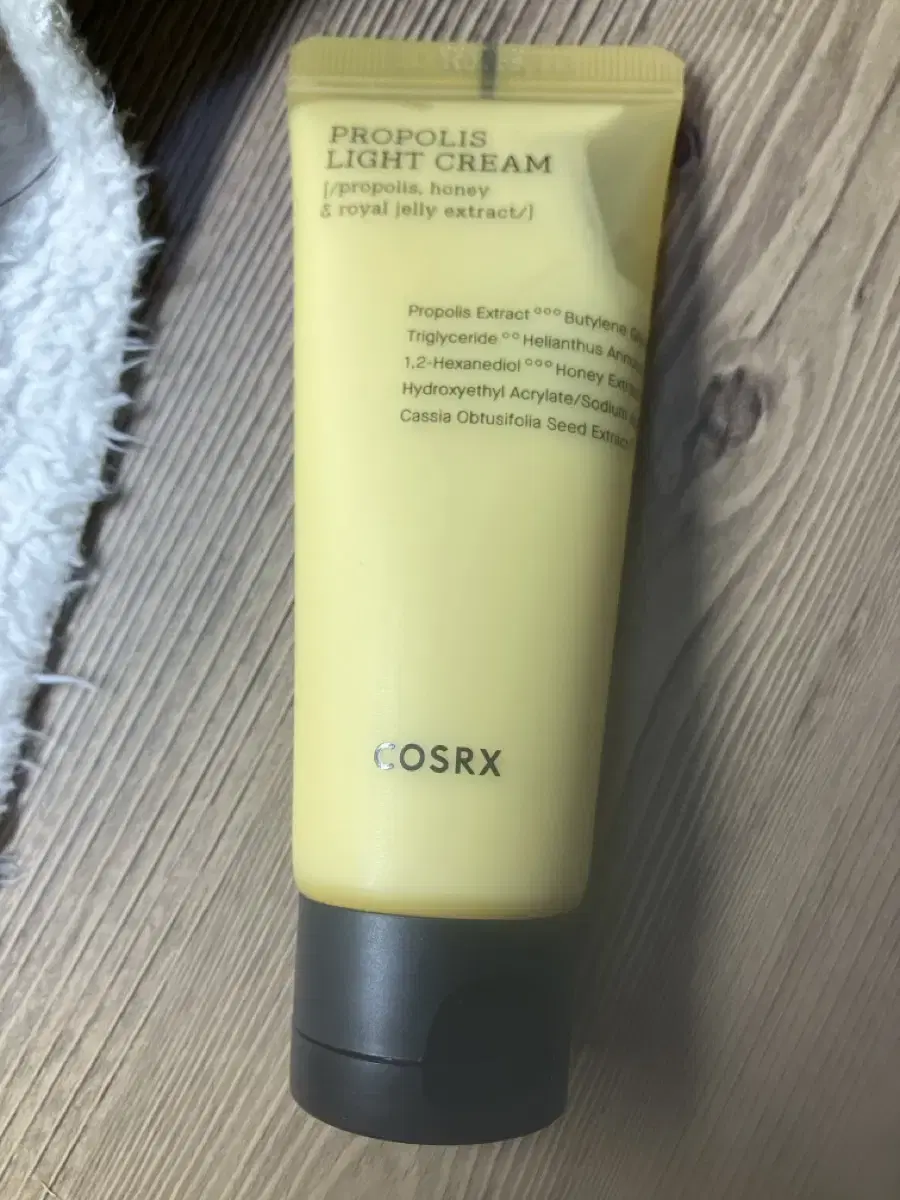 PROPOLIS
LIGHT CREAM
[/propolis, honey
& royal jelly extract/]
Propolis Extract °°° Butylene
Triglyceride °° Helianthus
1,2-Hexanediol °°° Honey
Hydroxyethyl Acrylate/Sodium
Cassia Obtusifolia Seed Extract
COSRX